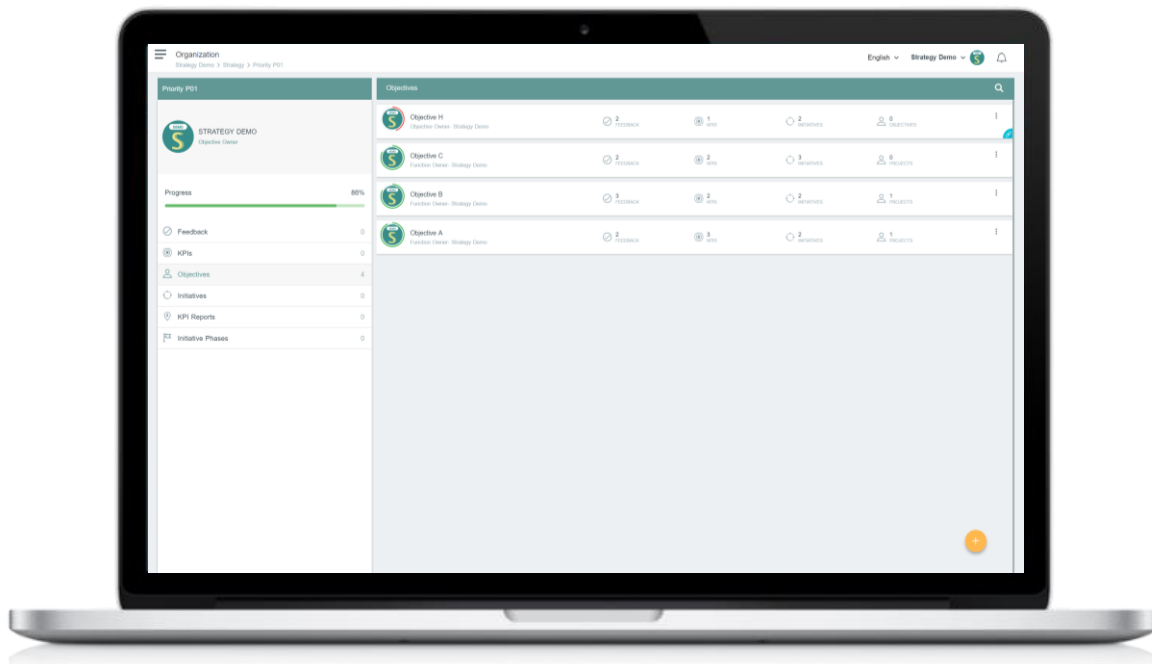 Organization
Strategy Demo > Strategy > Priority P01
English
Strategy Demo
Priority P01
STRATEGY DEMO
Objective Owner
Progress 86%
Feedback 0
KPIs 0
Objectives 4
Initiatives 0
KPI Reports 0
Initiative Phases 0
Objectives
Objective H
Objective Owner- Strategy Demo
2 FEEDBACK
1 KPIS
2 INITIATIVES
0 OBJECTIVES
Objective C
Function Owner- Strategy Demo
2 FEEDBACK
2 KPIS
3 INITIATIVES
0 PROJECTS
Objective B
Function Owner- Strategy Demo
3 FEEDBACK
2 KPIS
2 INITIATIVES
1 PROJECTS
Objective A
Function Owner- Strategy Demo
2 FEEDBACK
3 KPIS
2 INITIATIVES
1 PROJECTS